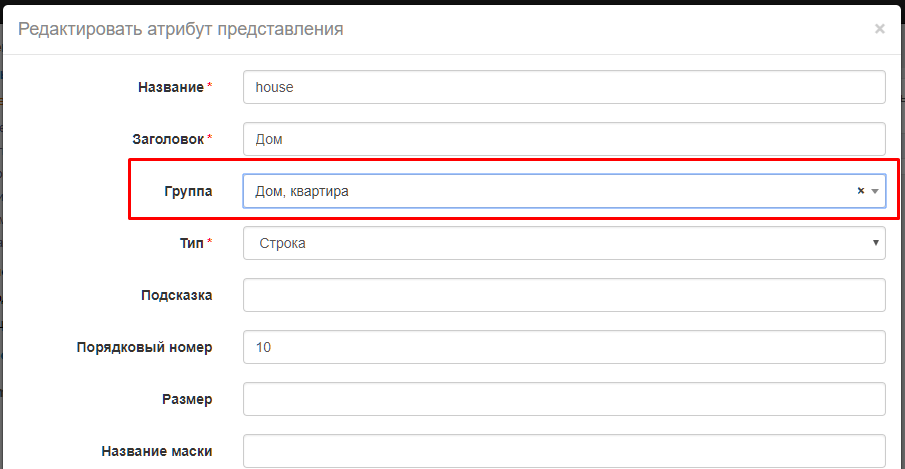 Редактировать атрибут представления ×
Название * house
Заголовок * Дом
Группа Дом, квартира ×
Тип * Строка
Подсказка
Порядковый номер 10
Размер
Название маски